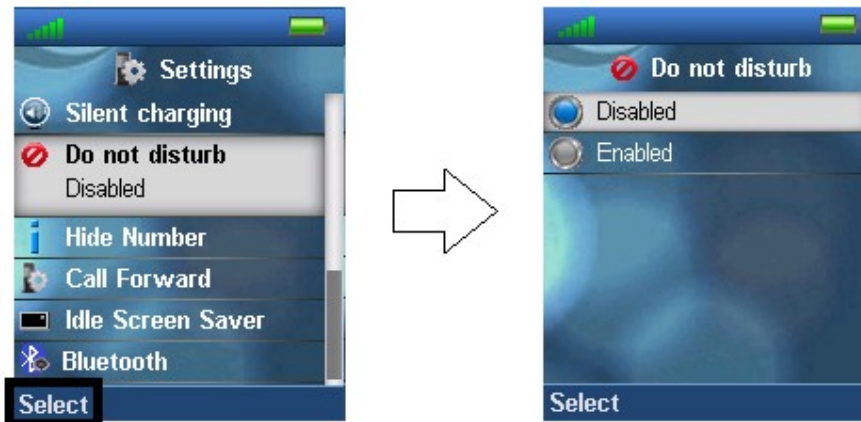 Settings
Silent charging
Do not disturb
Disabled
Hide Number
Call Forward
Idle Screen Saver
Bluetooth
Select
Do not disturb
Disabled
Enabled
Select